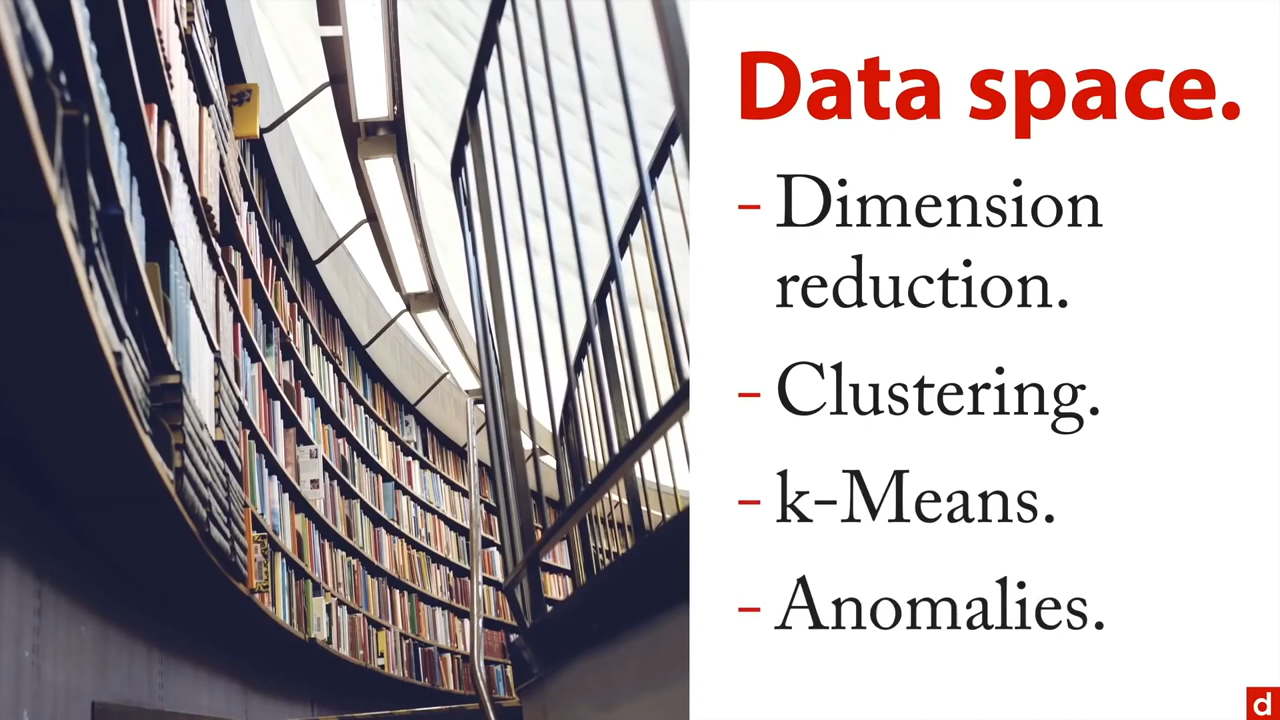 Data space.
- Dimension
reduction.
- Clustering.
- k-Means.
- Anomalies.
d